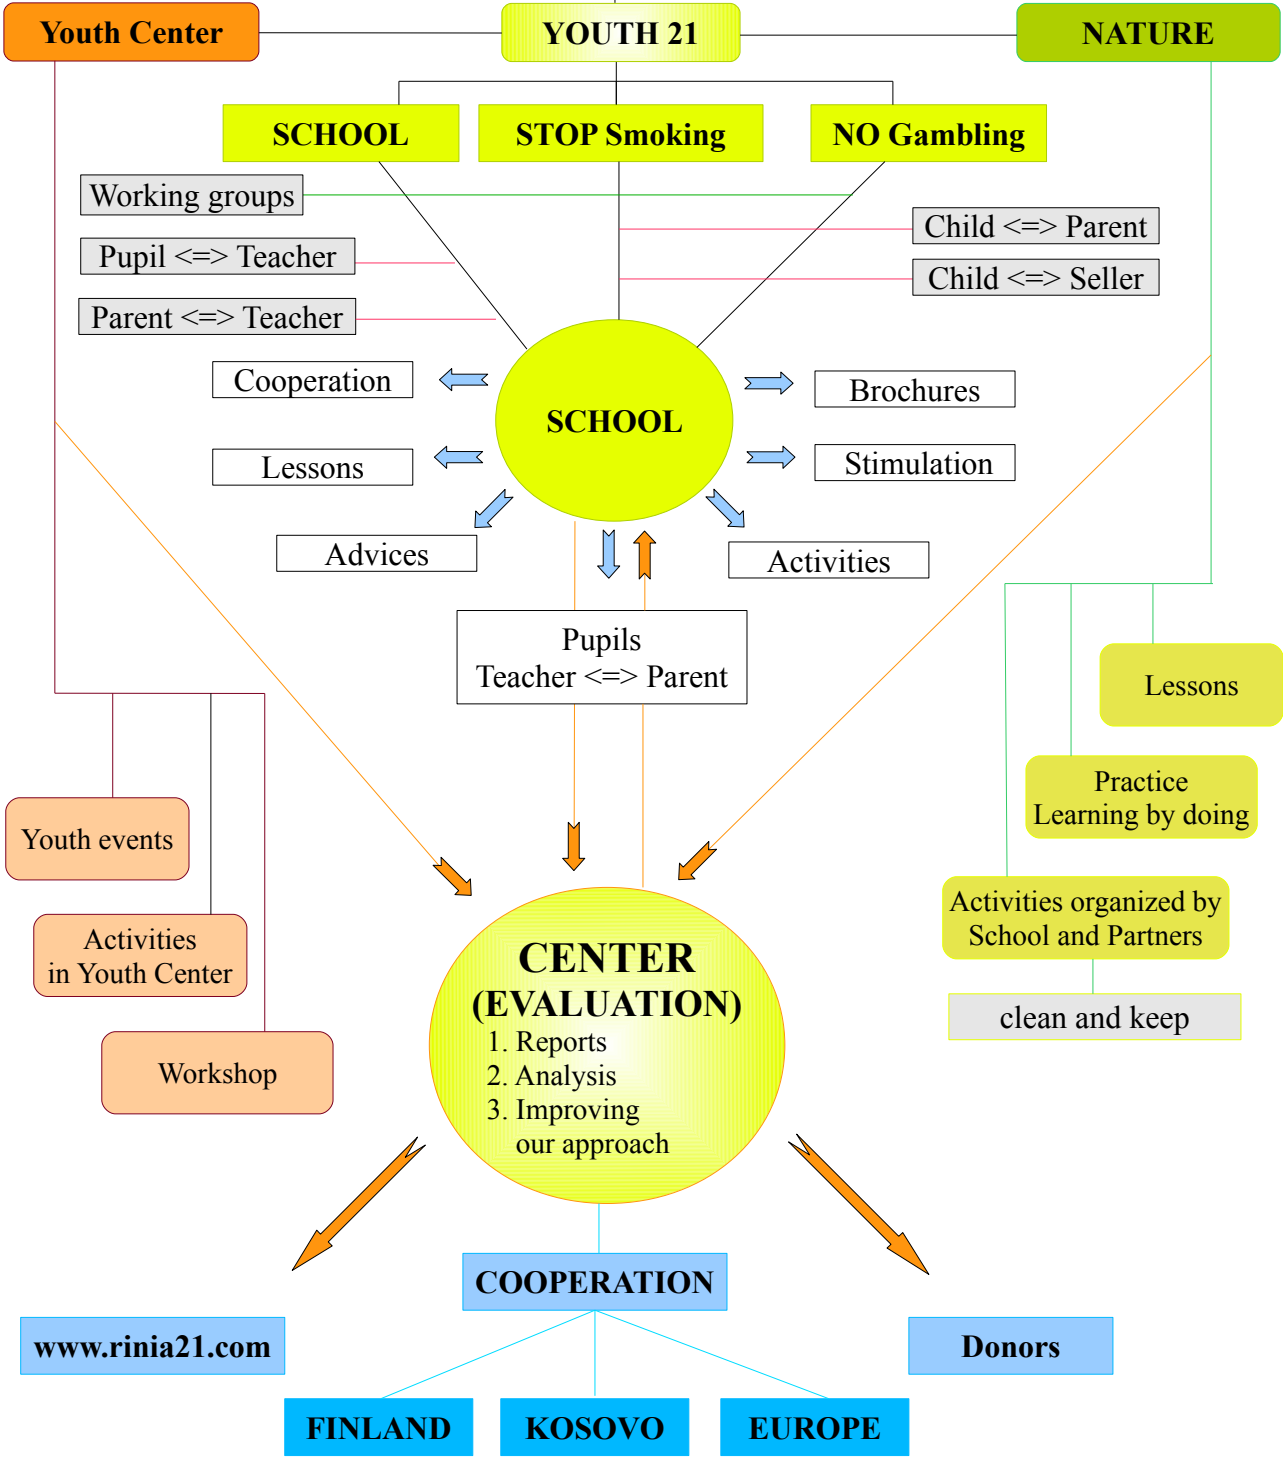 Youth Center
YOUTH 21
NATURE
SCHOOL
STOP Smoking
NO Gambling
Working groups
Child <=> Parent
Pupil <=> Teacher
Child <=> Seller
Parent <=> Teacher
Cooperation
Brochures
SCHOOL
Lessons
Stimulation
Advices
Activities
Pupils
Teacher <=> Parent
Lessons
Practice
Learning by doing
Youth events
Activities organized by
School and Partners
Activities
in Youth Center
clean and keep
CENTER
(EVALUATION)
1. Reports
2. Analysis
3. Improving
our approach
Workshop
COOPERATION
www.rinia21.com
Donors
FINLAND
KOSOVO
EUROPE